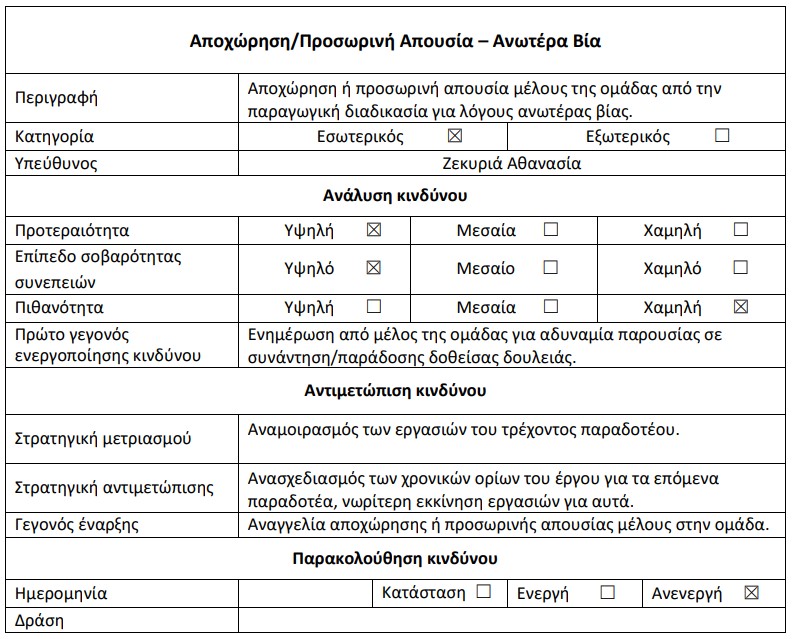 Αποχώρηση/Προσωρινή Απουσία – Ανωτέρα Βία
Περιγραφή
Αποχώρηση ή προσωρινή απουσία μέλους της ομάδας από την
παραγωγική διαδικασία για λόγους ανωτέρας βίας.
Κατηγορία Εσωτερικός ☒ Εξωτερικός ☐
Υπεύθυνος Ζεκυριά Αθανασία
Ανάλυση κινδύνου
Προτεραιότητα Υψηλή ☒ Μεσαία ☐ Χαμηλή ☐
Επίπεδο σοβαρότητας
συνεπειών
Υψηλό ☒ Μεσαίο ☐ Χαμηλό ☐
Πιθανότητα Υψηλή ☐ Μεσαία ☐ Χαμηλή ☒
Πρώτο γεγονός
ενεργοποίησης κινδύνου
Ενημέρωση από μέλος της ομάδας για αδυναμία παρουσίας σε
συνάντηση/παράδοσης δοθείσας δουλειάς.
Αντιμετώπιση κινδύνου
Στρατηγική μετριασμού
Αναμοιρασμός των εργασιών του τρέχοντος παραδοτέου.
Στρατηγική αντιμετώπισης
Ανασχεδιασμός των χρονικών ορίων του έργου για τα επόμενα
παραδοτέα, νωρίτερη εκκίνηση εργασιών για αυτά.
Γεγονός έναρξης Αναγγελία αποχώρησης ή προσωρινής απουσίας μέλους στην ομάδα.
Παρακολούθηση κινδύνου
Ημερομηνία Κατάσταση ☐ Ενεργή ☐ Ανενεργή ☒
Δράση